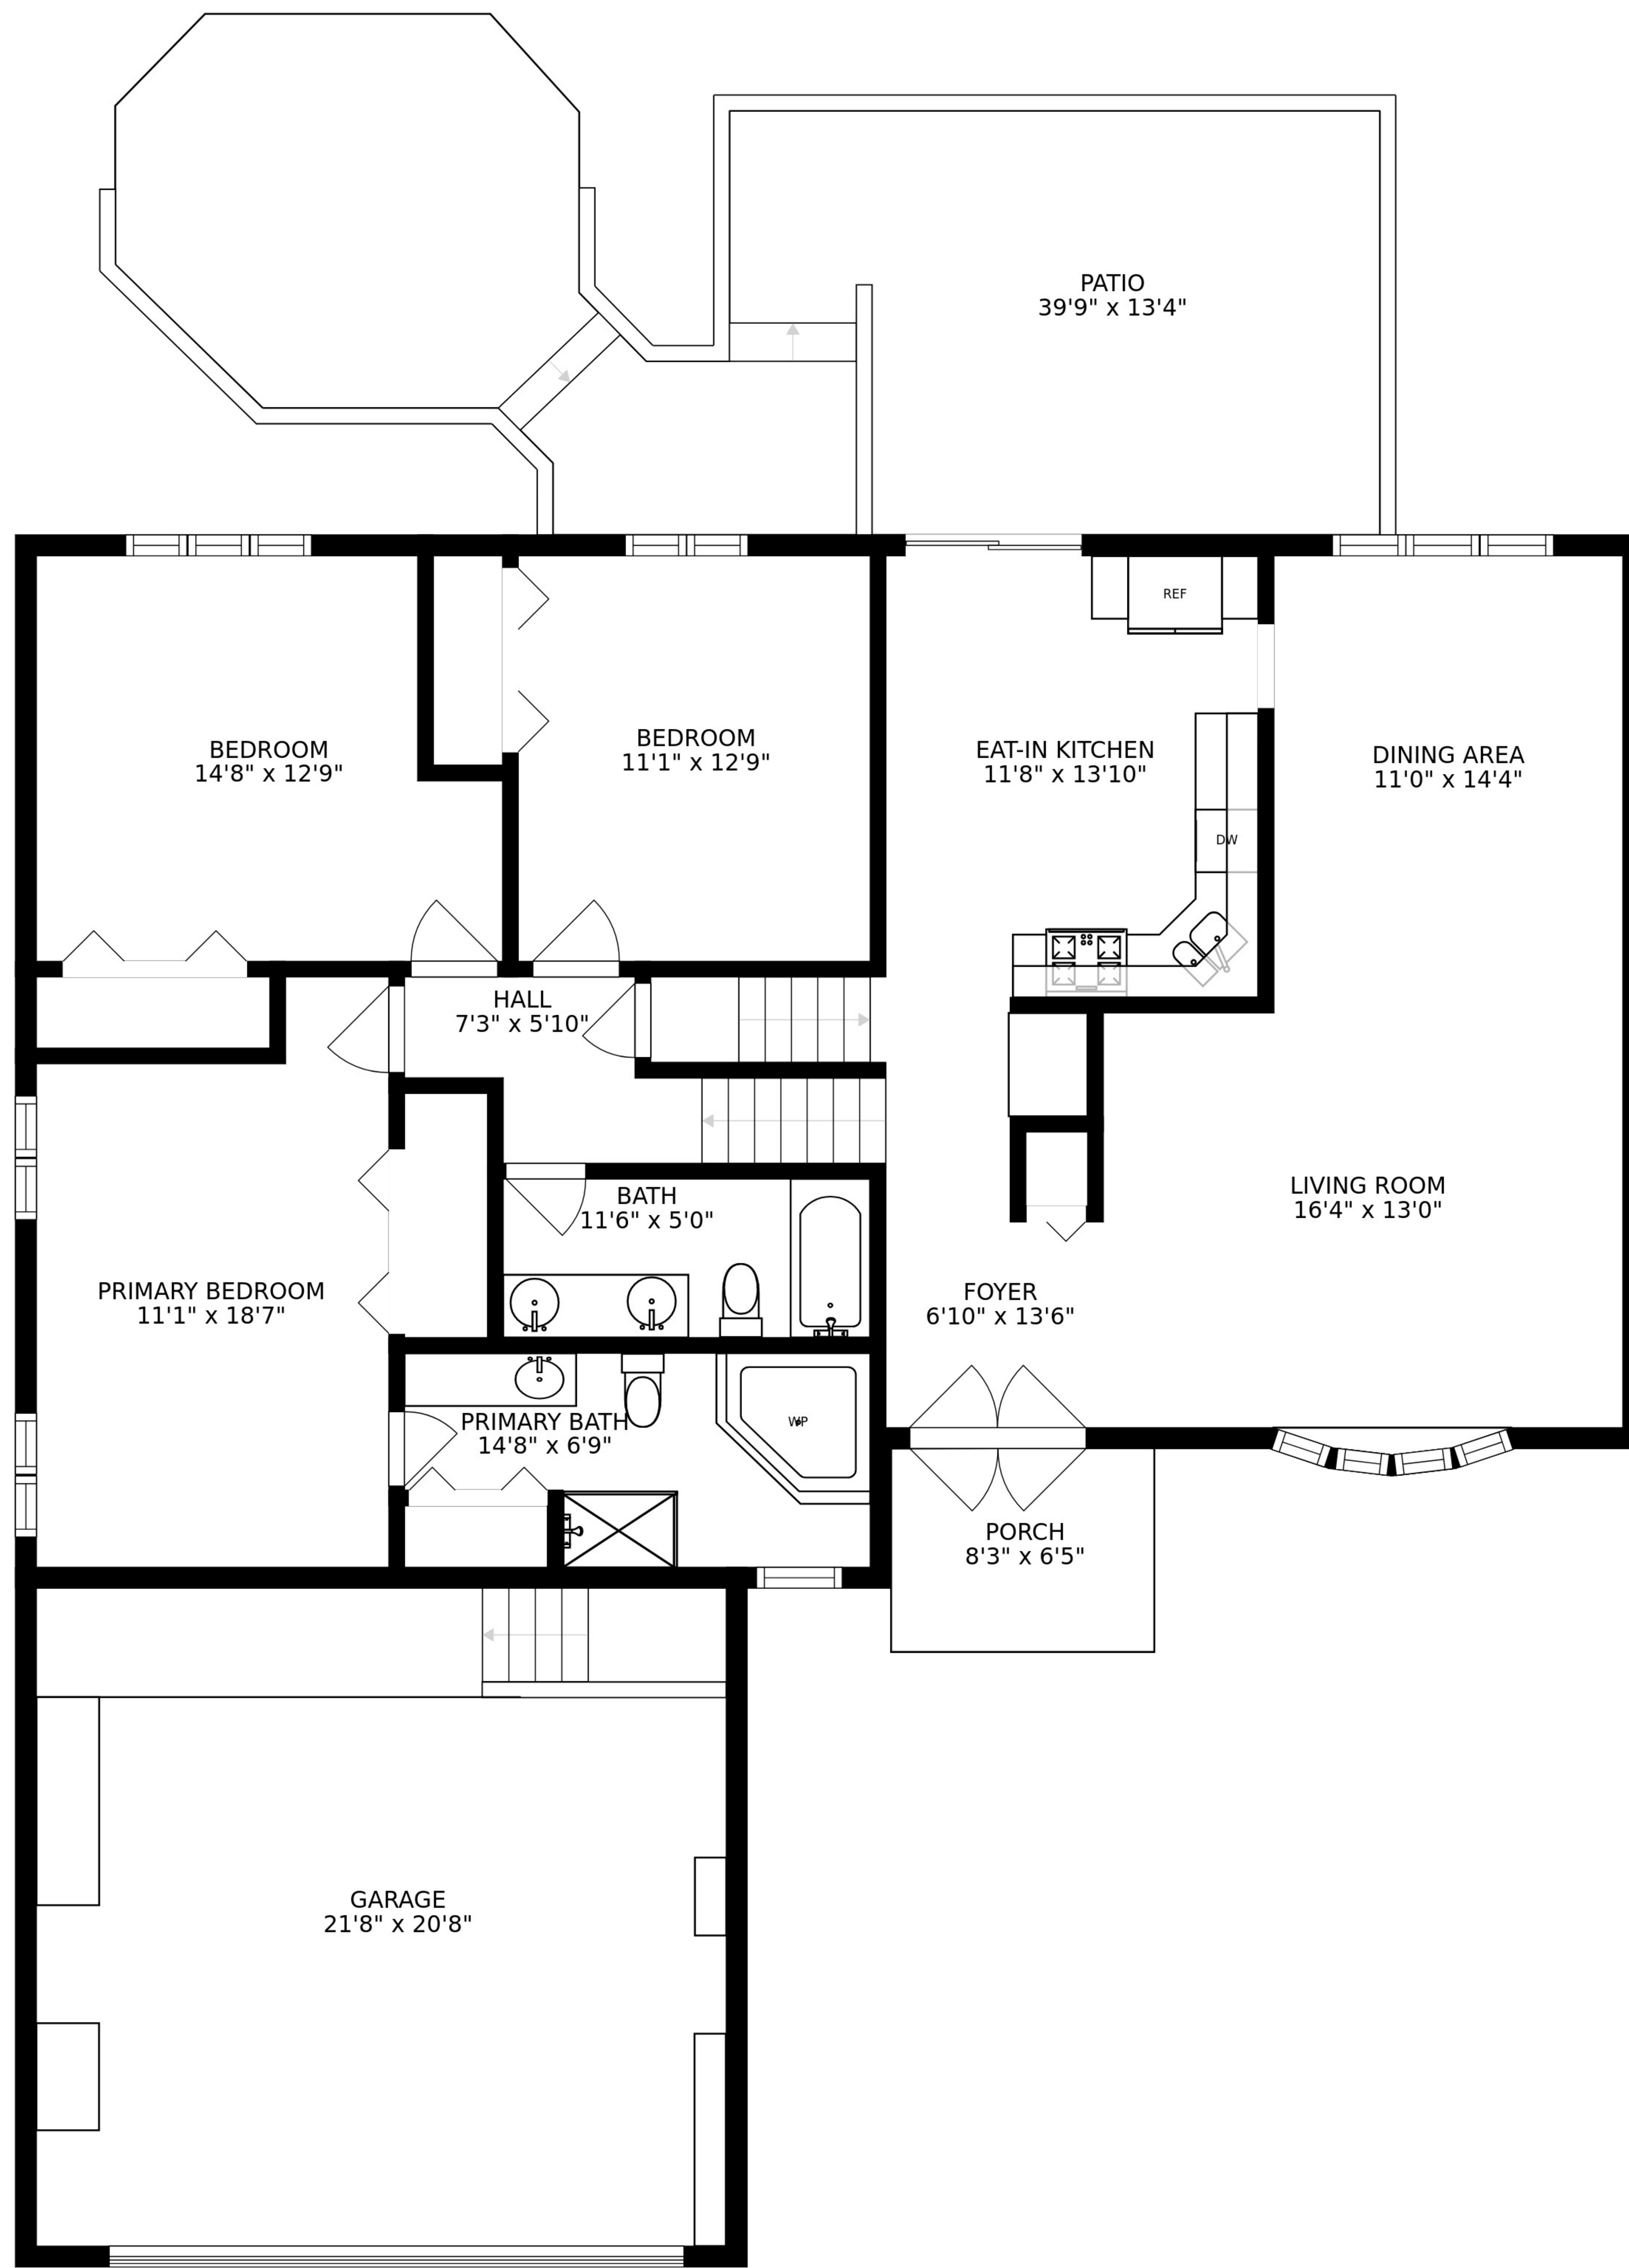 PATIO
39'9" x 13'4"
REF
BEDROOM
14'8" x 12'9"
BEDROOM
11'1" x 12'9"
EAT-IN KITCHEN
11'8" x 13'10"
DINING AREA
11'0" x 14'4"
DW
HALL
7'3" x 5'10"
BATH
11'6" x 5'0"
LIVING ROOM
16'4" x 13'0"
PRIMARY BEDROOM
11'1" x 18'7"
FOYER
6'10" x 13'6"
PRIMARY BATH
14'8" x 6'9"
WP
PORCH
8'3" x 6'5"
GARAGE
21'8" x 20'8"